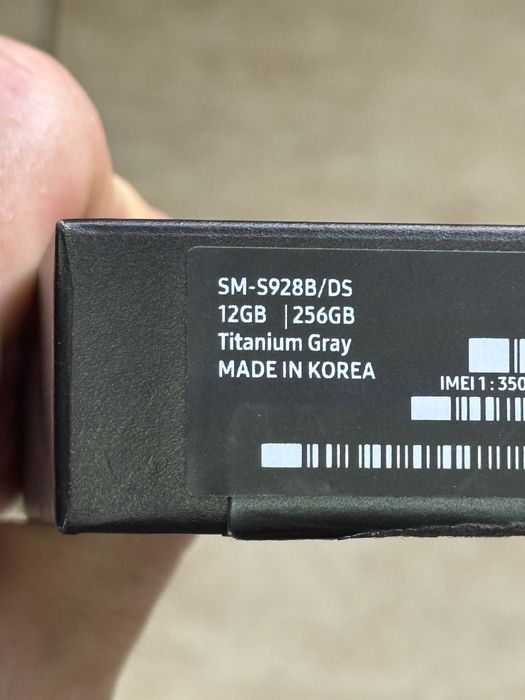 SM-S928B/DS
12GB | 256GB
Titanium Gray
MADE IN KOREA
IMEI 1 : 350